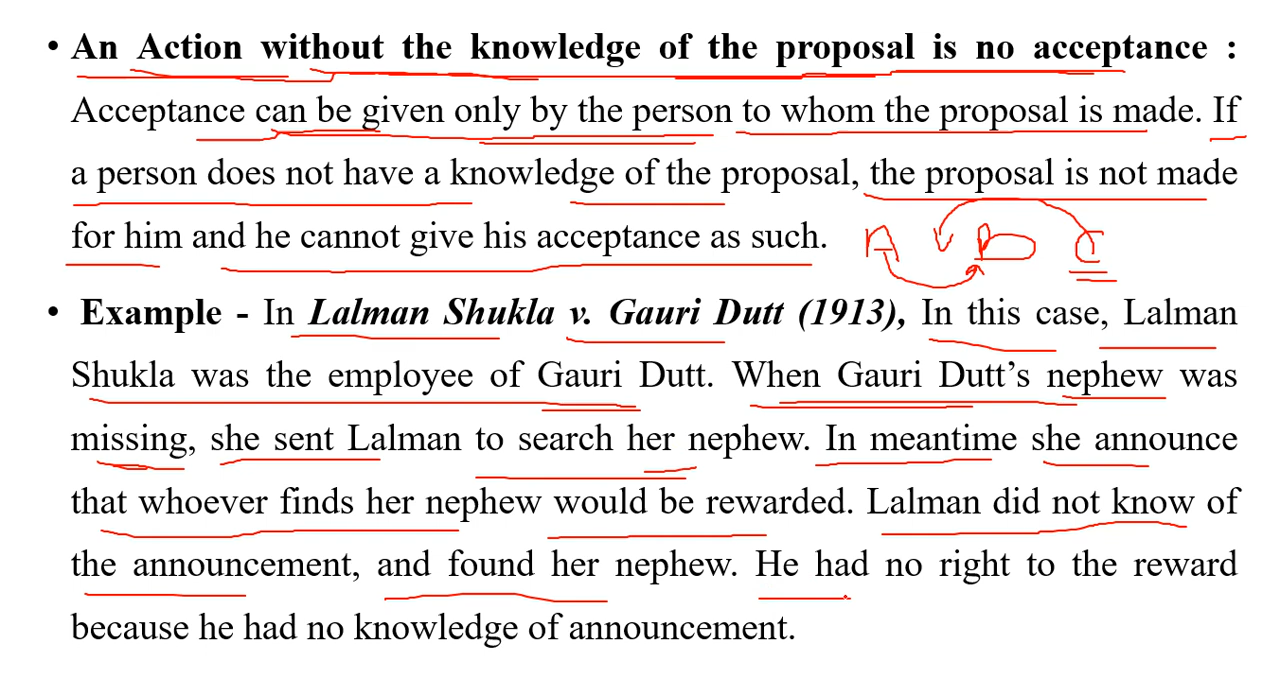 • An Action without the knowledge of the proposal is no acceptance :
Acceptance can be given only by the person to whom the proposal is made. If
a person does not have a knowledge of the proposal, the proposal is not made
for him and he cannot give his acceptance as such. A B C
• Example - In Lalman Shukla v. Gauri Dutt (1913), In this case, Lalman
Shukla was the employee of Gauri Dutt. When Gauri Dutt’s nephew was
missing, she sent Lalman to search her nephew. In meantime she announce
that whoever finds her nephew would be rewarded. Lalman did not know of
the announcement, and found her nephew. He had no right to the reward
because he had no knowledge of announcement.